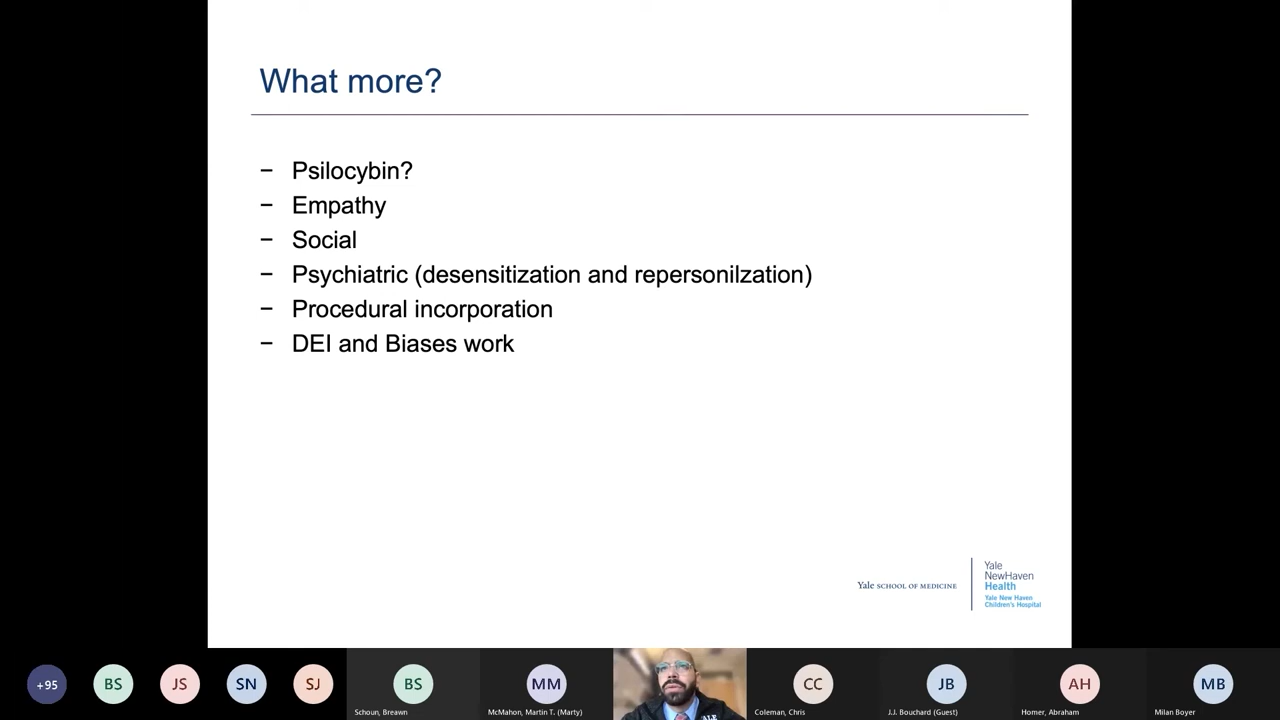 What more?
− Psilocybin?
− Empathy
− Social
− Psychiatric (desensitization and repersonilzation)
− Procedural incorporation
− DEI and Biases work
Yale SCHOOL OF MEDICINE
Yale
NewHaven
Health
Yale New Haven
Children's Hospital
+95
BS
JS
SN
SJ
BS
Schoun, Breawn
MM
McMahon, Martin T. (Marty)
CC
Coleman, Chris
JB
J.J. Bouchard (Guest)
AH
Homer, Abraham
MB
Milan Boyer